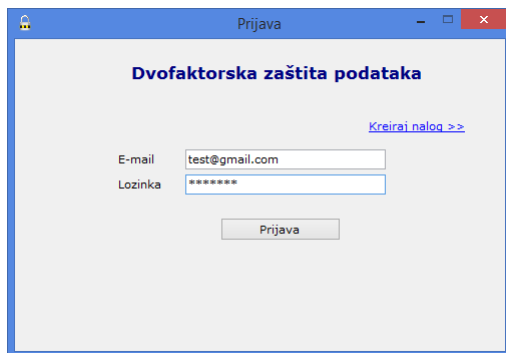 Prijava
Dvofaktorska zaštita podataka
Kreiraj nalog >>
E-mail test@gmail.com
Lozinka *******
Prijava